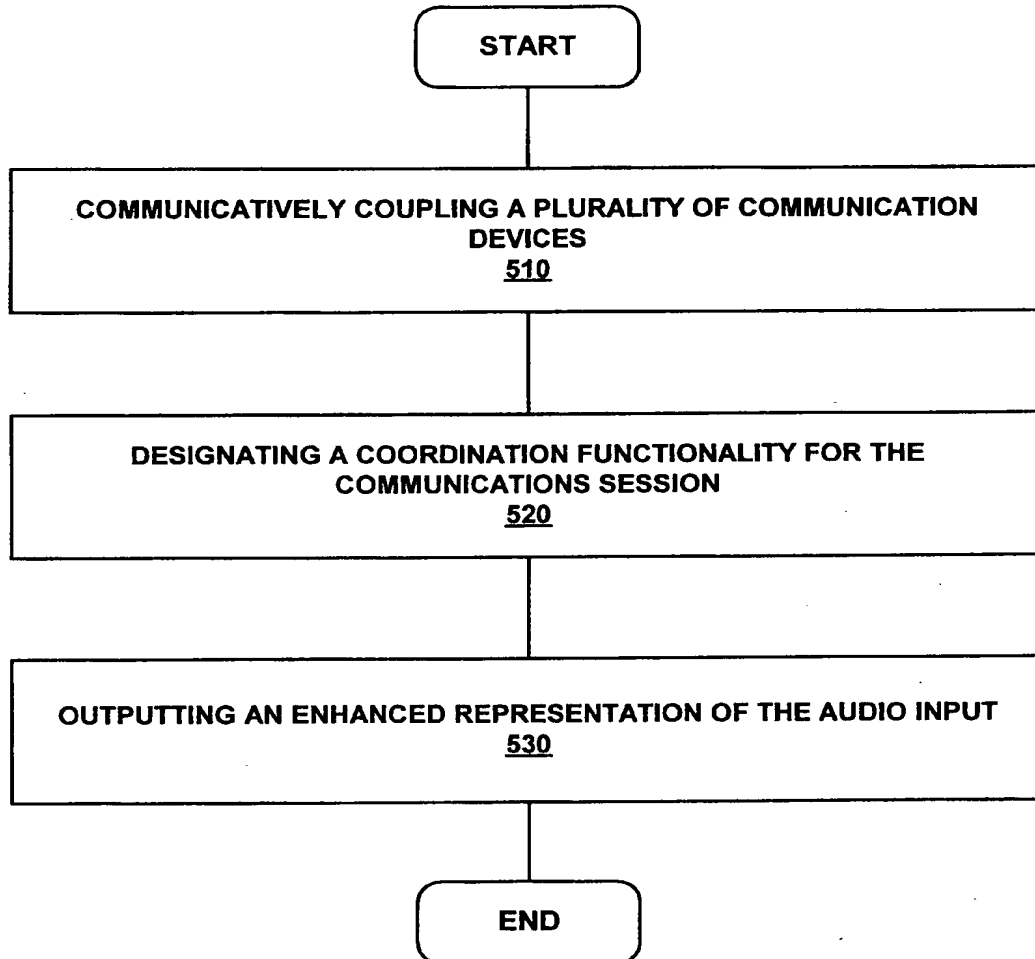 START
COMMUNICATIVELY COUPLING A PLURALITY OF COMMUNICATION
DEVICES
510
DESIGNATING A COORDINATION FUNCTIONALITY FOR THE
COMMUNICATIONS SESSION
520
OUTPUTTING AN ENHANCED REPRESENTATION OF THE AUDIO INPUT
530
END